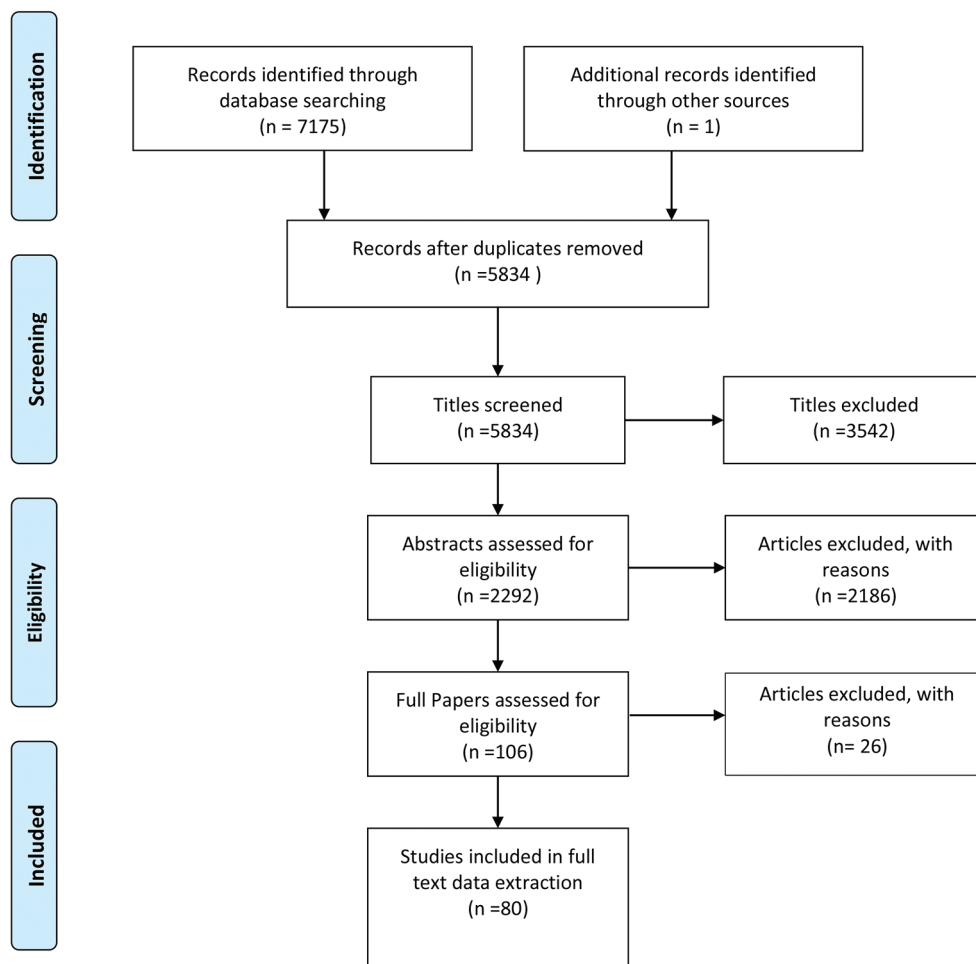 Identification
Records identified through
database searching
(n = 7175)
Additional records identified
through other sources
(n = 1)
Records after duplicates removed
(n =5834 )
Screening
Titles screened
(n =5834)
Titles excluded
(n =3542)
Eligibility
Abstracts assessed for
eligibility
(n =2292)
Articles excluded, with
reasons
(n =2186)
Full Papers assessed for
eligibility
(n =106)
Articles excluded, with
reasons
(n= 26)
Included
Studies included in full
text data extraction
(n =80)